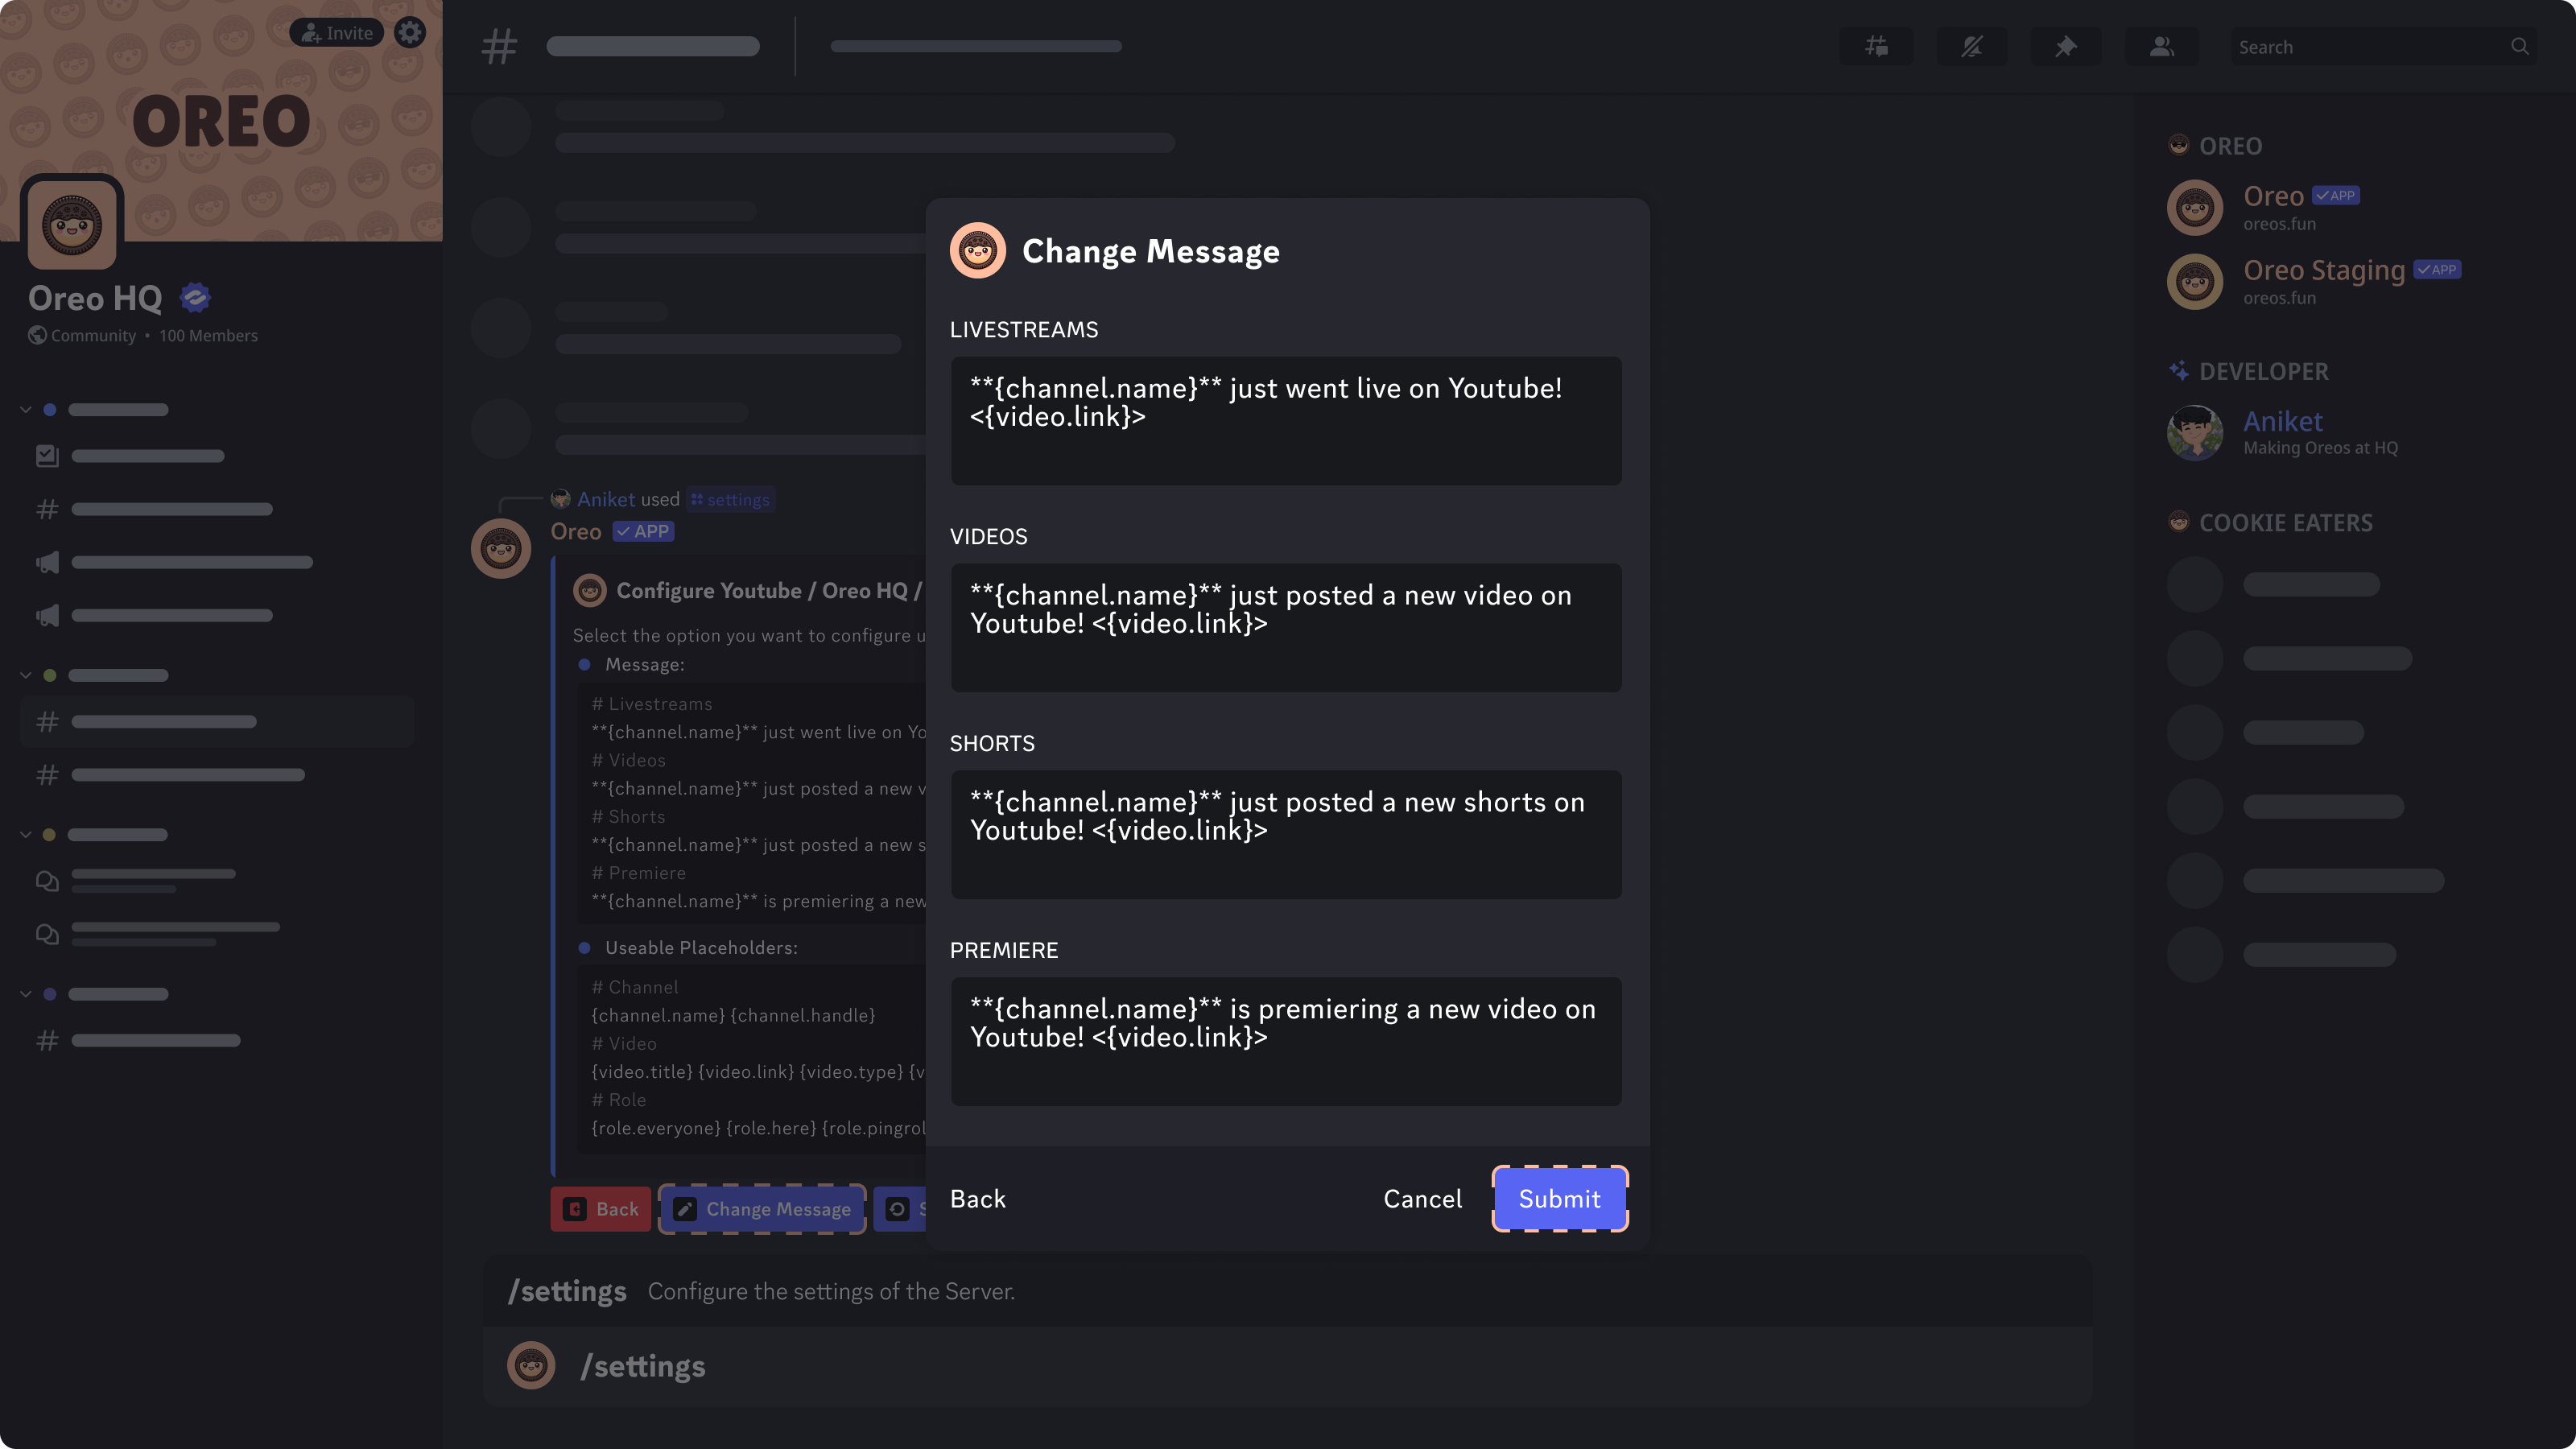 Invite
OREO
Oreo HQ
Community • 100 Members
Search
Aniket used settings
Oreo APP
Configure Youtube / Oreo HQ /
Select the option you want to configure
Message:
# Livestreams
**{channel.name}** just went live on
# Videos
**{channel.name}** just posted a new
# Shorts
**{channel.name}** just posted a new
# Premiere
**{channel.name}** is premiering a new
Useable Placeholders:
# Channel
{channel.name} {channel.handle}
# Video
{video.title} {video.link} {video.type}
# Role
{role.everyone} {role.here}
Back
Change Message
/settings Configure the settings of the Server.
/settings
Change Message
LIVESTREAMS
**{channel.name}** just went live on Youtube!
<{video.link}>
VIDEOS
**{channel.name}** just posted a new video on
Youtube! <{video.link}>
SHORTS
**{channel.name}** just posted a new shorts on
Youtube! <{video.link}>
PREMIERE
**{channel.name}** is premiering a new video on
Youtube! <{video.link}>
Back
Cancel
Submit
OREO
Oreo APP
oreos.fun
Oreo Staging APP
oreos.fun
DEVELOPER
Aniket
Making Oreos at HQ
COOKIE EATERS